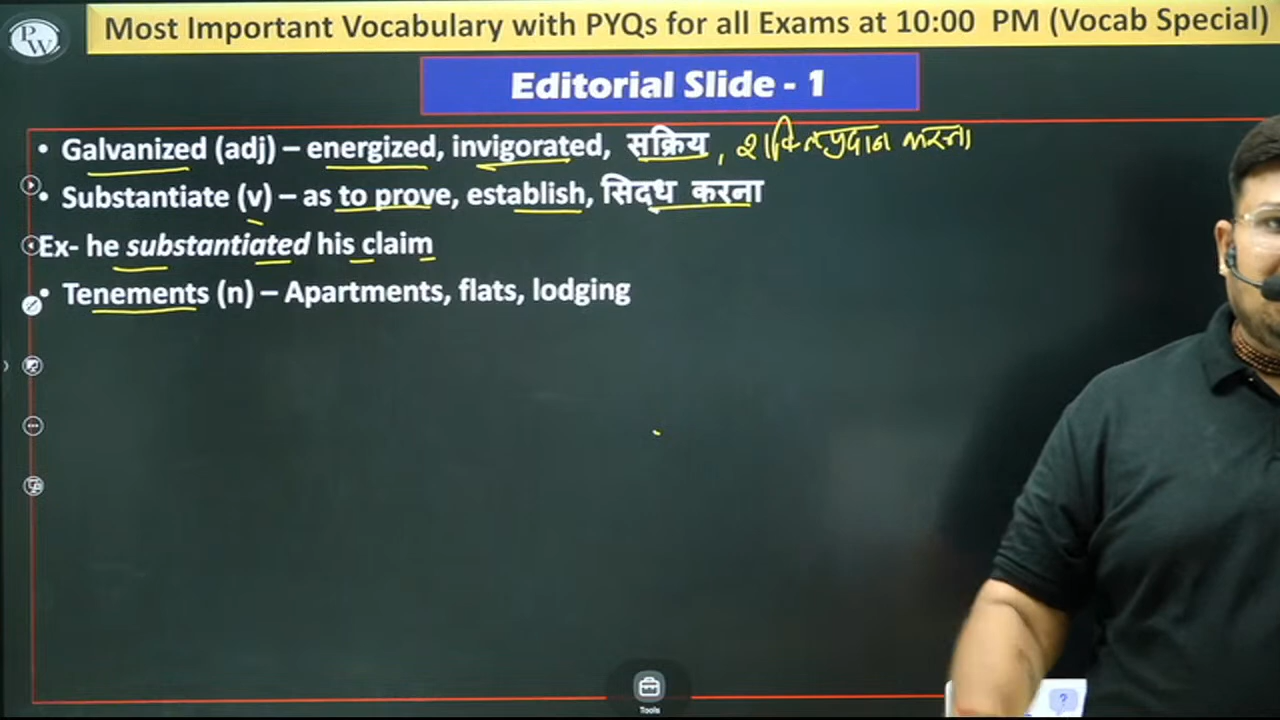 PW
Most Important Vocabulary with PYQs for all Exams at 10:00 PM (Vocab Special)
Editorial Slide - 1
• Galvanized (adj) – energized, invigorated, सक्रिय, शक्ति प्रदान करना
• Substantiate (v) – as to prove, establish, सिद्ध करना
Ex- he substantiated his claim
• Tenements (n) – Apartments, flats, lodging
Tools
?